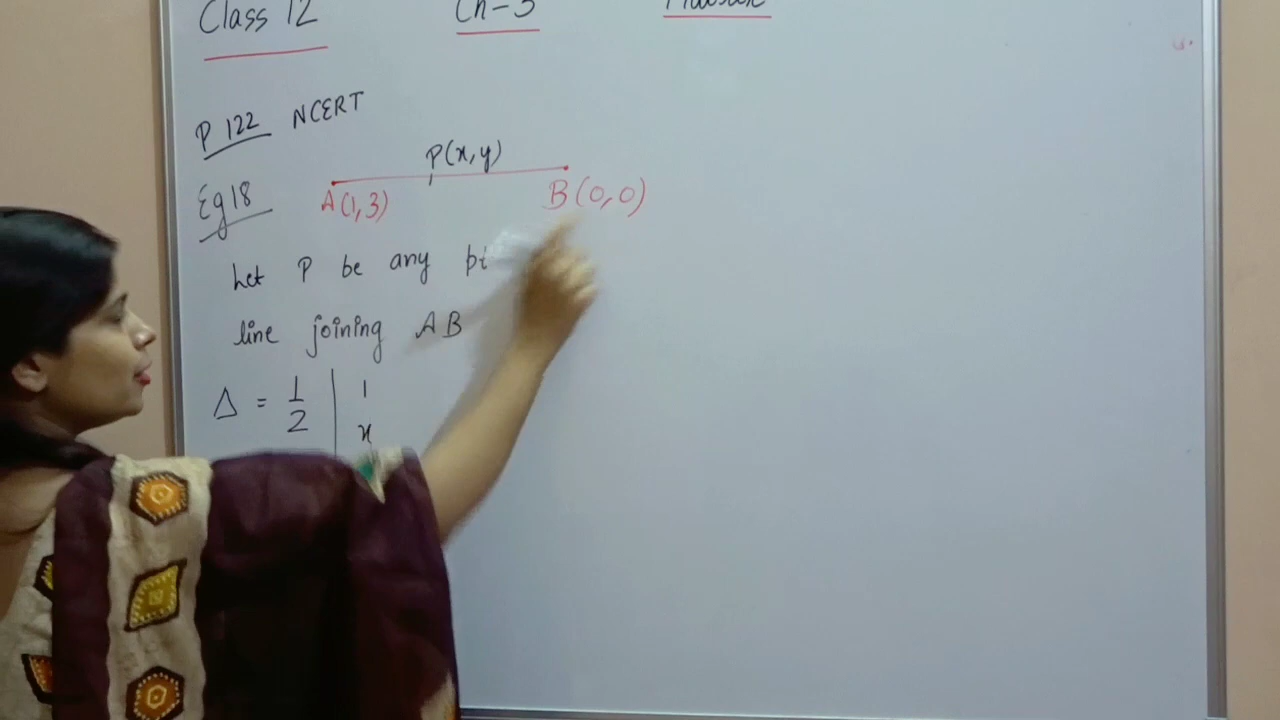 Class 12 Ch-3
P 122 NCERT
P(x,y)
Eg 18 A(1,3) B(0,0)
Let P be any
line joining AB
Δ = 1/2 | 1
x